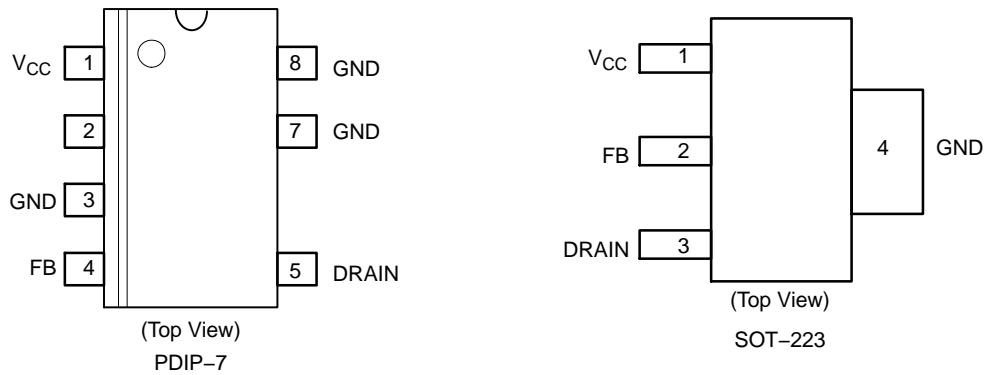 VCC 1 8 GND
2 7 GND
GND 3
FB 4 5 DRAIN
(Top View)
PDIP−7
VCC 1
FB 2 4 GND
DRAIN 3
(Top View)
SOT−223